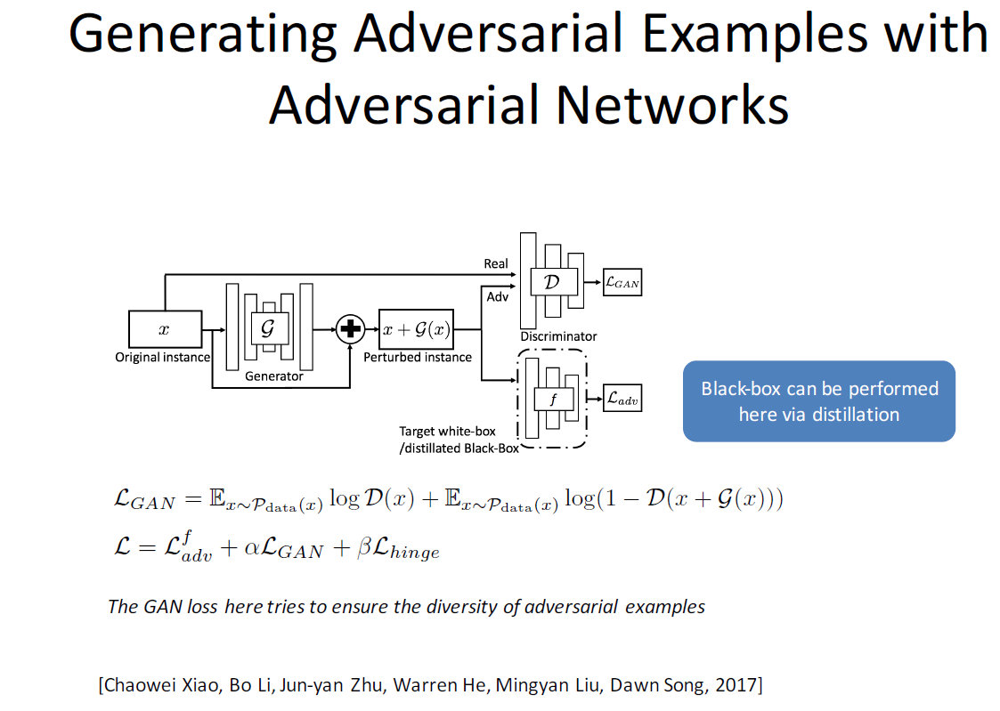 Generating Adversarial Examples with
Adversarial Networks
Real
𝒟
ℒ_GAN
Adv
x
𝒢
x + 𝒢(x)
Discriminator
Original instance
Perturbed instance
Generator
f
ℒ_adv
Target white-box
/distillated Black-Box
Black-box can be performed
here via distillation
ℒ_GAN = 𝔼_{x∼𝒫_data(x)} log 𝒟(x) + 𝔼_{x∼𝒫_data(x)} log(1 − 𝒟(x + 𝒢(x)))
ℒ = ℒ^f_adv + αℒ_GAN + βℒ_hinge
The GAN loss here tries to ensure the diversity of adversarial examples
[Chaowei Xiao, Bo Li, Jun-yan Zhu, Warren He, Mingyan Liu, Dawn Song, 2017]